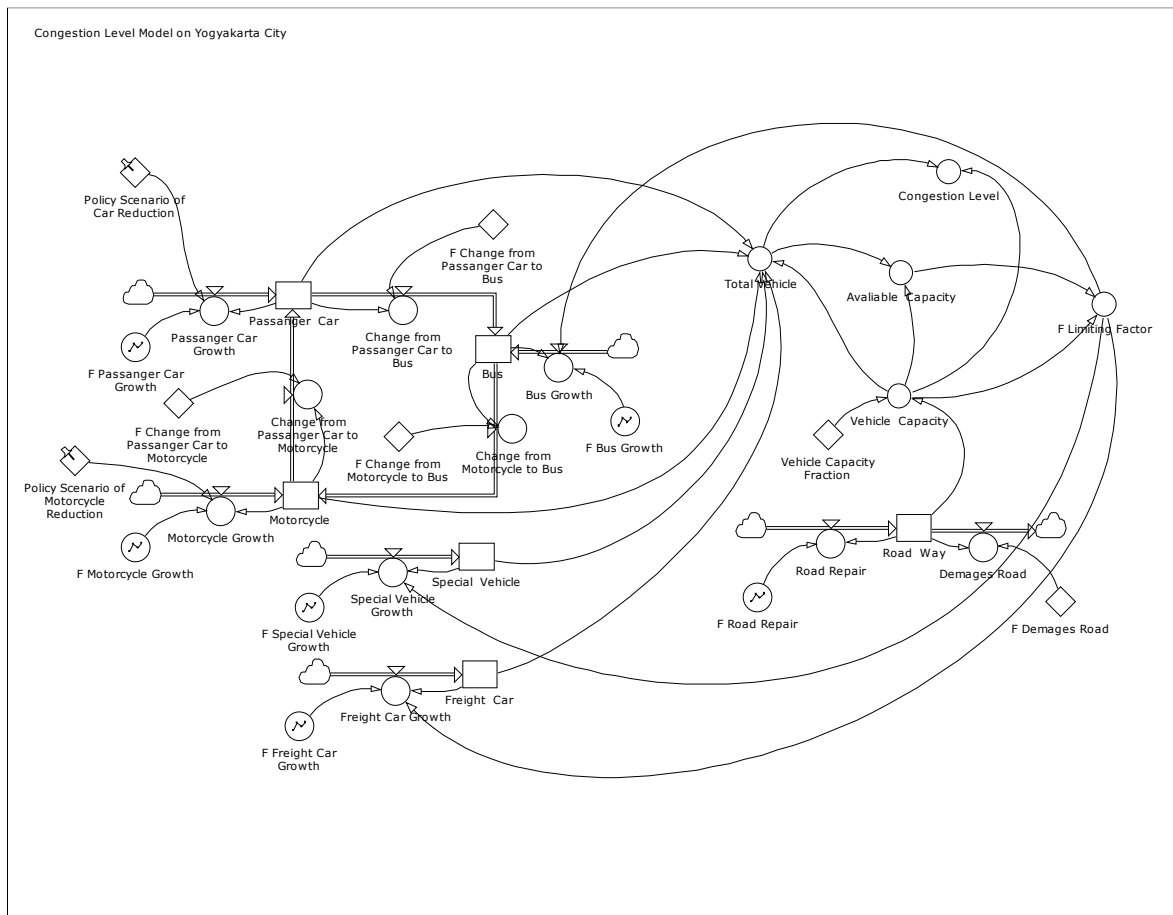 Congestion Level Model on Yogyakarta City
Policy Scenario of
Car Reduction
F Change from
Passanger Car to
Bus
Congestion Level
Total Vehicle
Avaliable Capacity
F Limiting Factor
Passanger Car
Passanger Car
Growth
Change from
Passanger Car to
Bus
F Passanger Car
Growth
Bus
Bus Growth
F Bus Growth
Vehicle Capacity
Vehicle Capacity
Fraction
F Change from
Passanger Car to
Motorcycle
Change from
Passanger Car to
Motorcycle
F Change from
Motorcycle to Bus
Change from
Motorcycle to Bus
Policy Scenario of
Motorcycle
Reduction
Motorcycle
Motorcycle Growth
F Motorcycle Growth
Road Way
Road Repair
Demages Road
F Road Repair
F Demages Road
Special Vehicle
Special Vehicle
Growth
F Special Vehicle
Growth
Freight Car
Freight Car Growth
F Freight Car
Growth